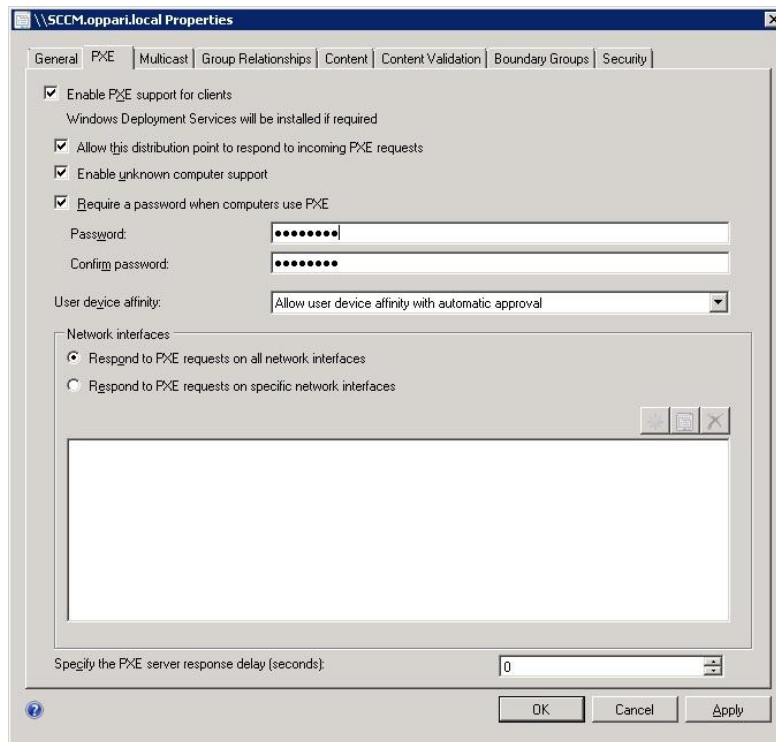 \\SCCM.oppari.local Properties
General PXE Multicast Group Relationships Content Content Validation Boundary Groups Security
Enable PXE support for clients
Windows Deployment Services will be installed if required
Allow this distribution point to respond to incoming PXE requests
Enable unknown computer support
Require a password when computers use PXE
Password: ●●●●●●●●
Confirm password: ●●●●●●●●
User device affinity: Allow user device affinity with automatic approval
Network interfaces
Respond to PXE requests on all network interfaces
Respond to PXE requests on specific network interfaces
Specify the PXE server response delay (seconds): 0
OK Cancel Apply